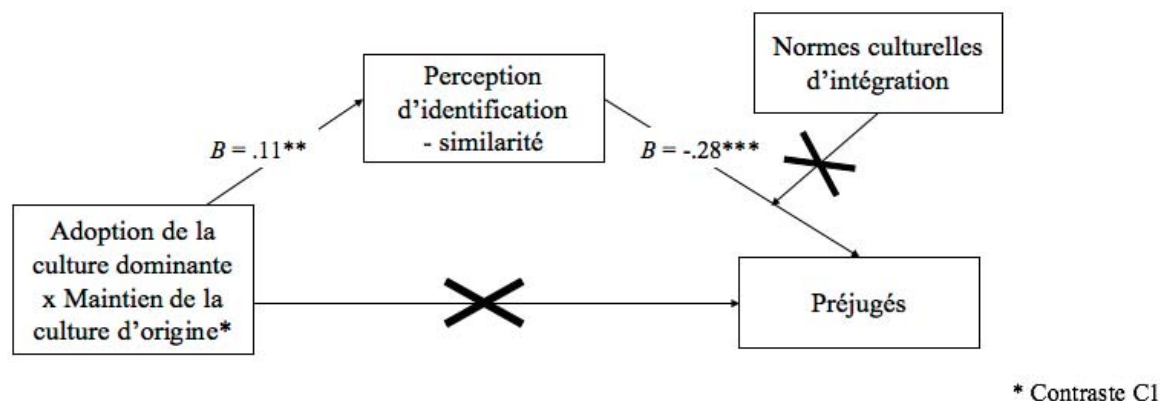 Normes culturelles
d'intégration
Perception
d'identification
- similarité
B = .11**
B = -.28***
Adoption de la
culture dominante
x Maintien de la
culture d'origine*
Préjugés
* Contraste C1